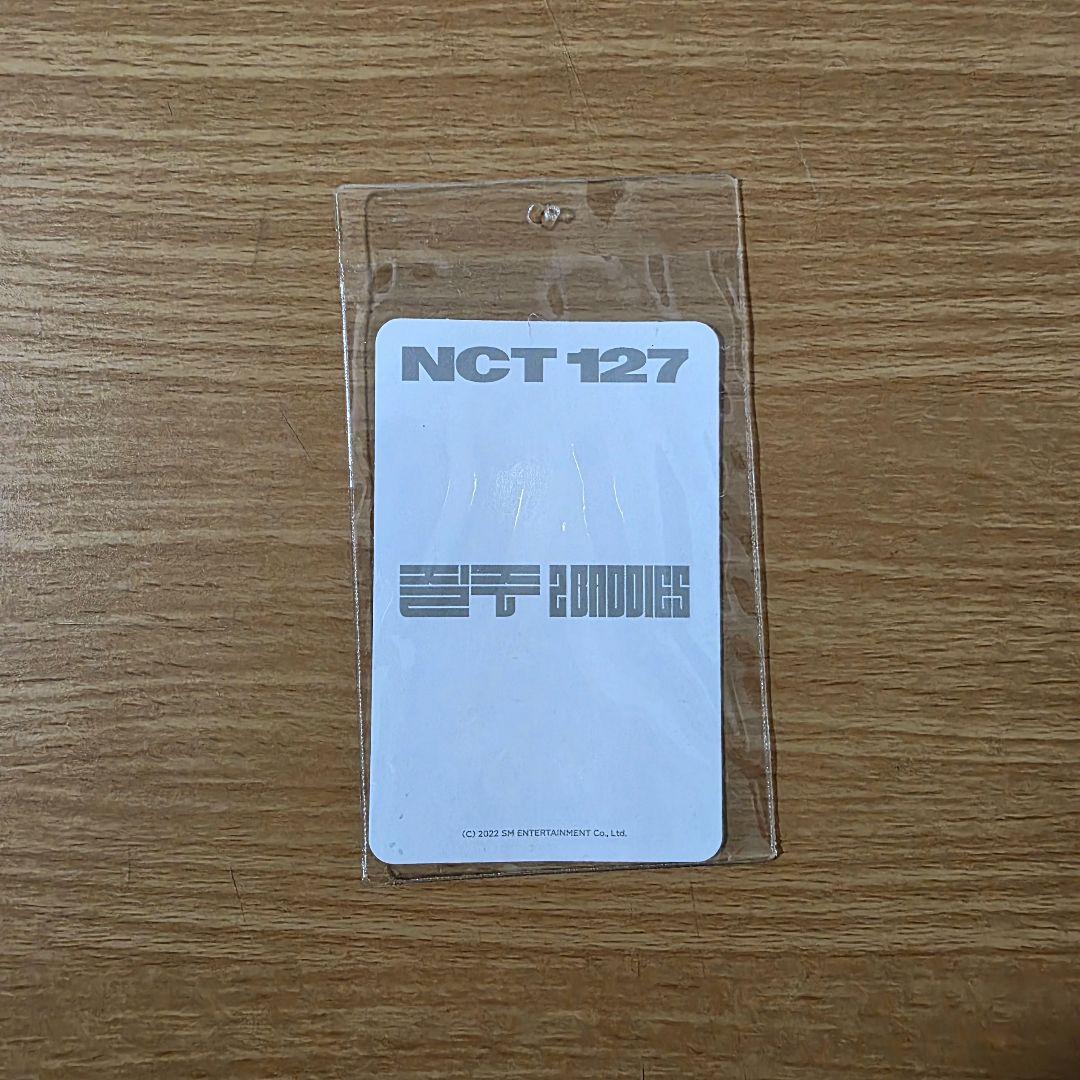 NCT 127
질주 2 BADDIES
(C) 2022 SM ENTERTAINMENT Co., Ltd.